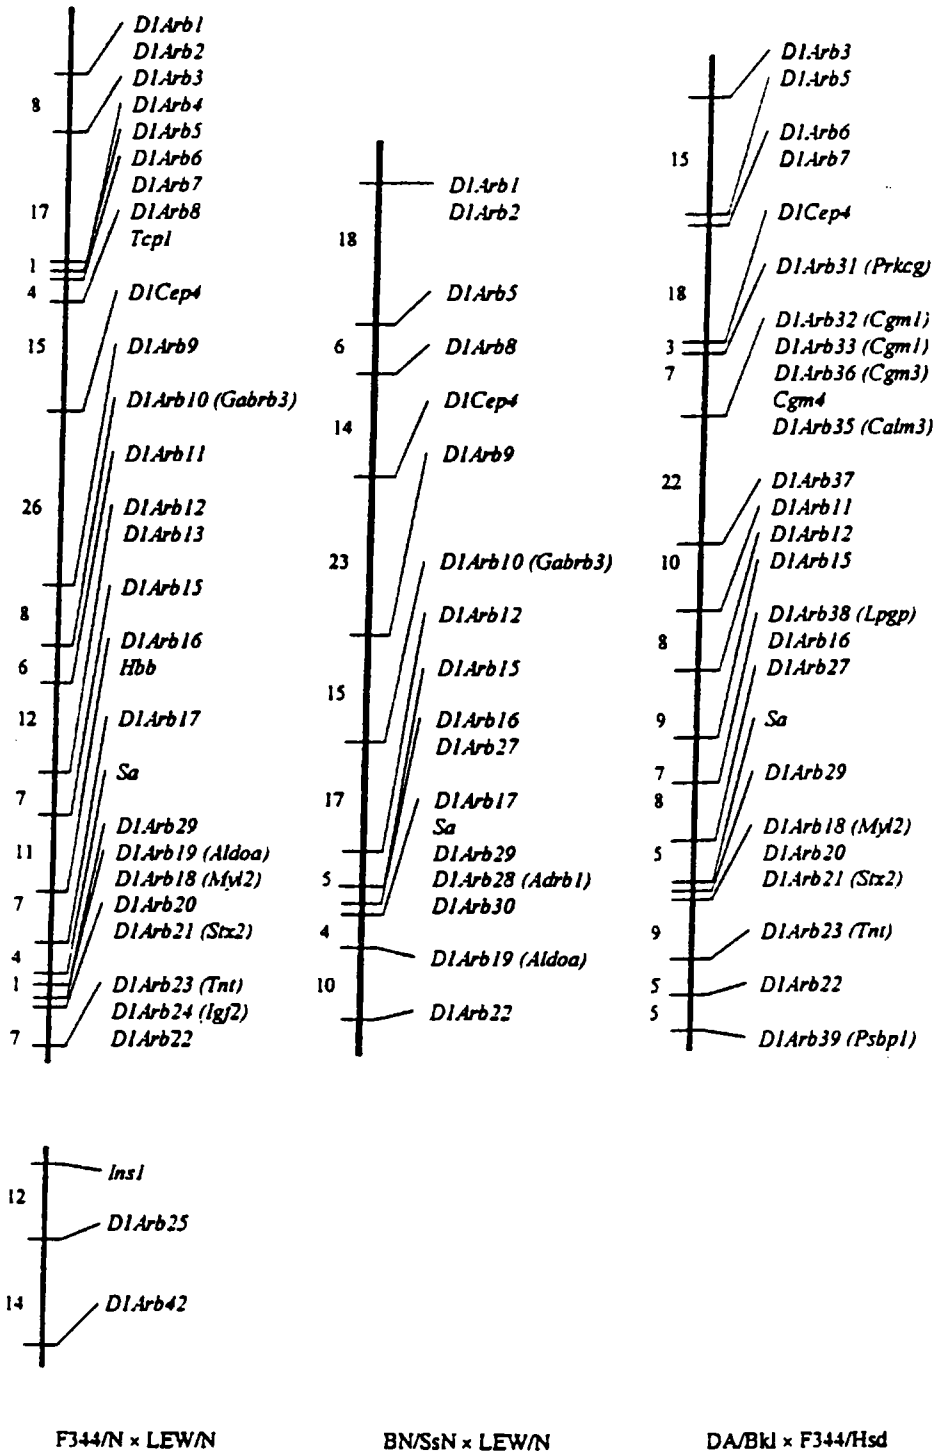 D1Arb1
D1Arb2
D1Arb3
D1Arb4
D1Arb5
D1Arb6
D1Arb7
D1Arb8
Tcp1
D1Cep4
D1Arb9
D1Arb10 (Gabrb3)
D1Arb11
D1Arb12
D1Arb13
D1Arb15
D1Arb16
Hbb
D1Arb17
Sa
D1Arb29
D1Arb19 (Aldoa)
D1Arb18 (Myl2)
D1Arb20
D1Arb21 (Stx2)
D1Arb23 (Tnt)
D1Arb24 (Igf2)
D1Arb22
8
17
1
4
15
26
8
6
12
7
11
7
4
1
7
Ins1
D1Arb25
D1Arb42
12
14
F344/N × LEW/N
D1Arb1
D1Arb2
D1Arb5
D1Arb8
D1Cep4
D1Arb9
D1Arb10 (Gabrb3)
D1Arb12
D1Arb15
D1Arb16
D1Arb27
D1Arb17
Sa
D1Arb29
D1Arb28 (Adrb1)
D1Arb30
D1Arb19 (Aldoa)
D1Arb22
18
6
14
23
15
17
5
4
10
BN/SsN × LEW/N
D1Arb3
D1Arb5
D1Arb6
D1Arb7
D1Cep4
D1Arb31 (Prkcg)
D1Arb32 (Cgm1)
D1Arb33 (Cgm1)
D1Arb36 (Cgm3)
Cgm4
D1Arb35 (Calm3)
D1Arb37
D1Arb11
D1Arb12
D1Arb15
D1Arb38 (Lpgp)
D1Arb16
D1Arb27
Sa
D1Arb29
D1Arb18 (Myl2)
D1Arb20
D1Arb21 (Stx2)
D1Arb23 (Tnt)
D1Arb22
D1Arb39 (Psbp1)
15
18
3
7
22
10
8
9
7
8
5
9
5
5
DA/Bkl × F344/Hsd